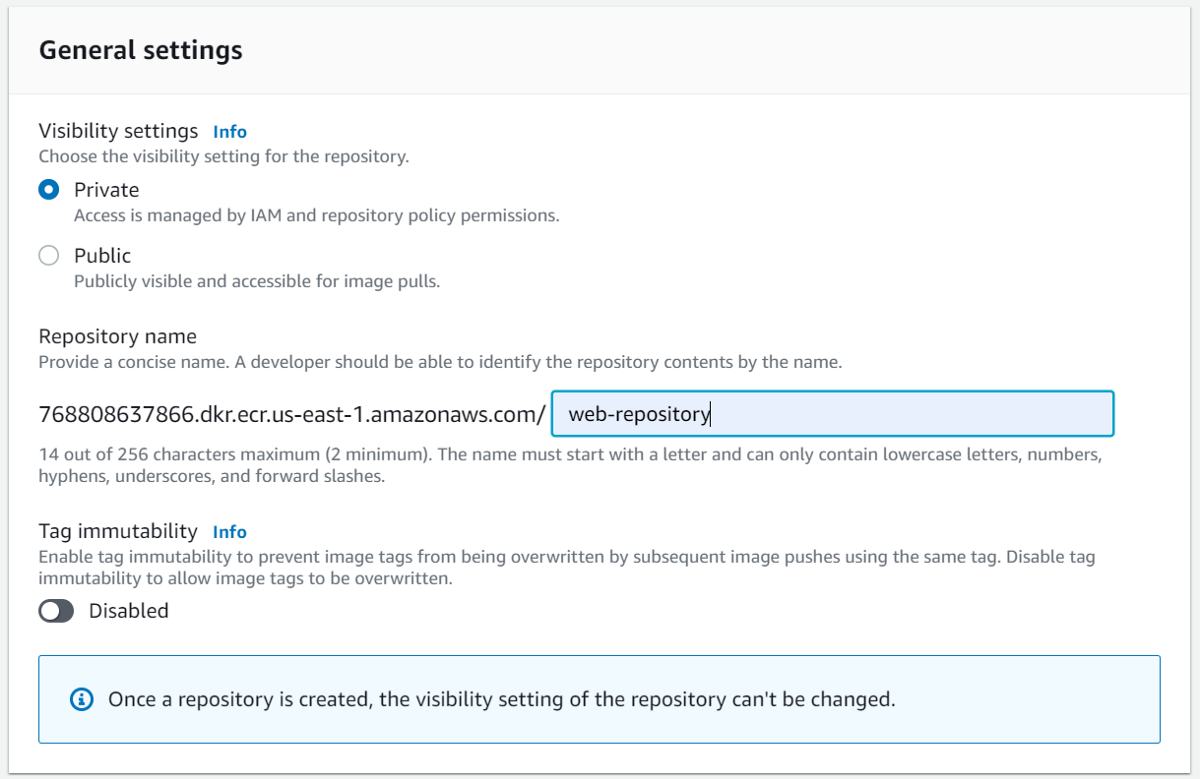 General settings
Visibility settings Info
Choose the visibility setting for the repository.
Private
Access is managed by IAM and repository policy permissions.
Public
Publicly visible and accessible for image pulls.
Repository name
Provide a concise name. A developer should be able to identify the repository contents by the name.
768808637866.dkr.ecr.us-east-1.amazonaws.com/ web-repository
14 out of 256 characters maximum (2 minimum). The name must start with a letter and can only contain lowercase letters, numbers,
hyphens, underscores, and forward slashes.
Tag immutability Info
Enable tag immutability to prevent image tags from being overwritten by subsequent image pushes using the same tag. Disable tag
immutability to allow image tags to be overwritten.
Disabled
Once a repository is created, the visibility setting of the repository can't be changed.